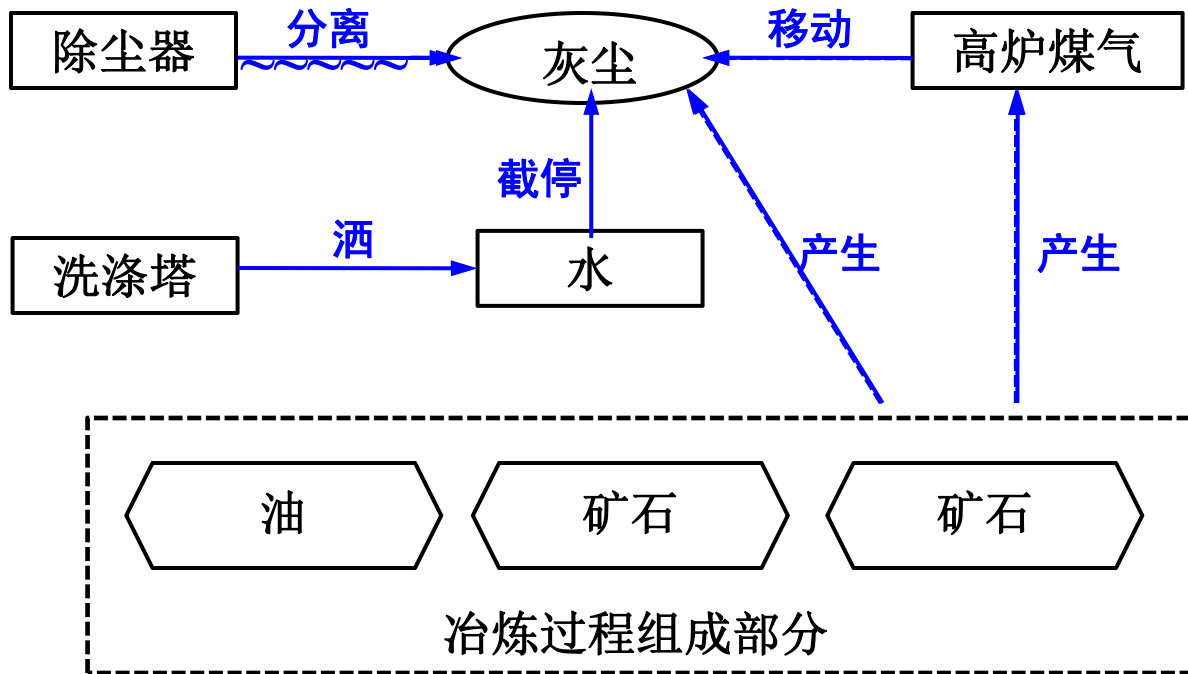 除尘器
分离
灰尘
移动
高炉煤气
截停
洗涤塔
洒
水
产生
产生
油
矿石
矿石
冶炼过程组成部分